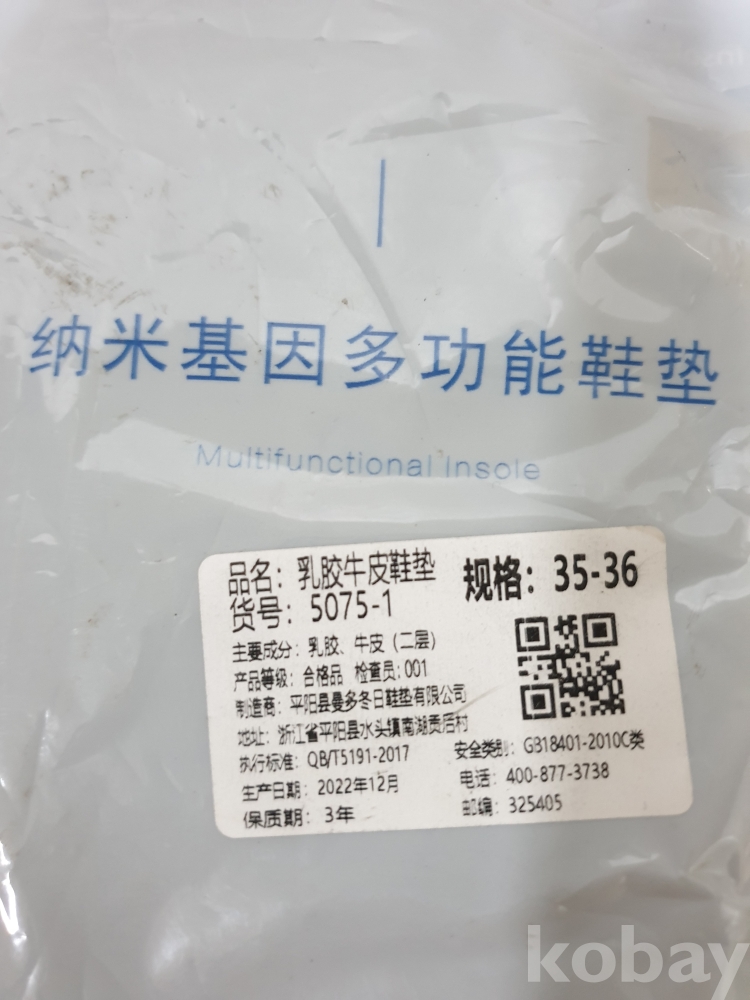 纳米基因多功能鞋垫
Multifunctional Insole
品名：乳胶牛皮鞋垫
规格：35-36
货号：5075-1
主要成分：乳胶、牛皮（二层）
产品等级：合格品 检查员：001
制造商：平阳县曼多冬日鞋垫有限公司
地址：浙江省平阳县水头镇南湖贡后村
执行标准：QB/T5191-2017
安全类别：GB18401-2010C类
生产日期：2022年12月
电话：400-877-3738
保质期：3年
邮编：325405
kobay